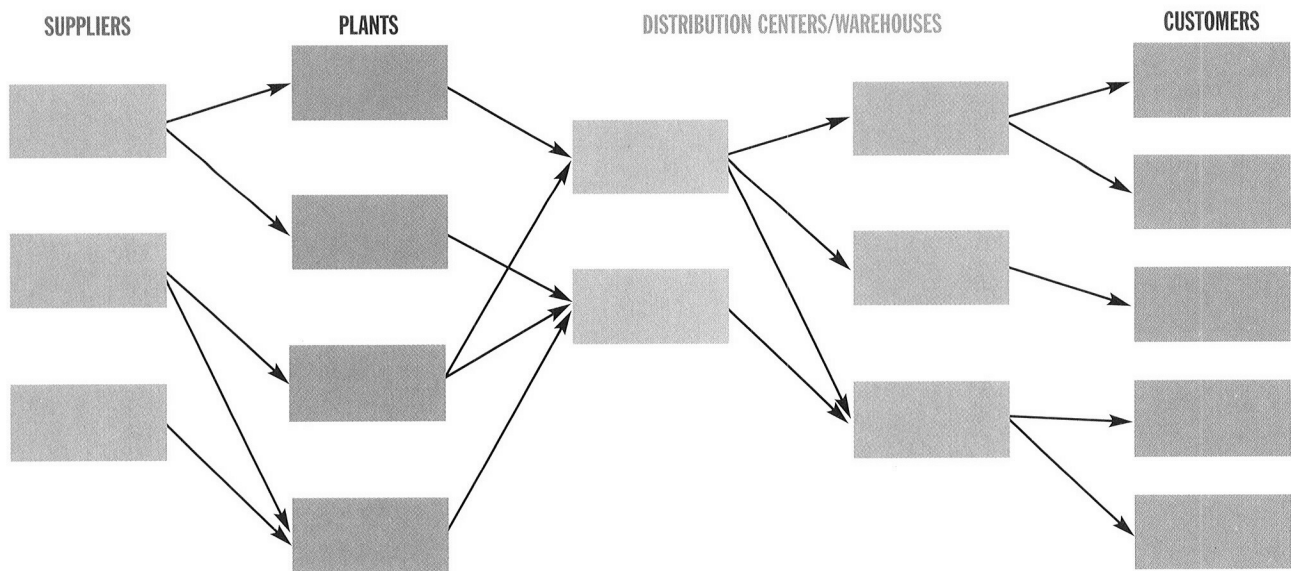 SUPPLIERS
PLANTS
DISTRIBUTION CENTERS/WAREHOUSES
CUSTOMERS